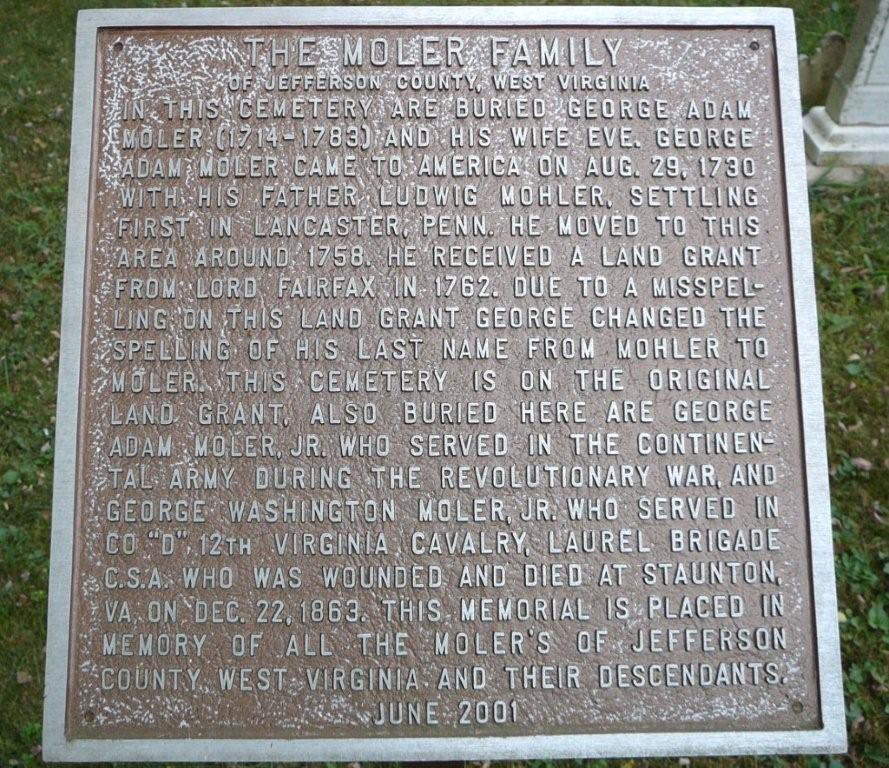 THE MOLER FAMILY
OF JEFFERSON COUNTY, WEST VIRGINIA
IN THIS CEMETERY ARE BURIED GEORGE ADAM
MOLER (1714-1783) AND HIS WIFE EVE. GEORGE
ADAM MOLER CAME TO AMERICA ON AUG. 29, 1730
WITH HIS FATHER LUDWIG MOHLER, SETTLING
FIRST IN LANCASTER, PENN. HE MOVED TO THIS
AREA AROUND 1758. HE RECEIVED A LAND GRANT
FROM LORD FAIRFAX IN 1762. DUE TO A MISSPEL-
LING ON THIS LAND GRANT GEORGE CHANGED THE
SPELLING OF HIS LAST NAME FROM MOHLER TO
MOLER. THIS CEMETERY IS ON THE ORIGINAL
LAND GRANT, ALSO BURIED HERE ARE GEORGE
ADAM MOLER, JR. WHO SERVED IN THE CONTINEN-
TAL ARMY DURING THE REVOLUTIONARY WAR, AND
GEORGE WASHINGTON MOLER, JR. WHO SERVED IN
CO "D", 12TH VIRGINIA CAVALRY, LAUREL BRIGADE
C.S.A. WHO WAS WOUNDED AND DIED AT STAUNTON,
VA. ON DEC. 22, 1863. THIS MEMORIAL IS PLACED IN
MEMORY OF ALL THE MOLER'S OF JEFFERSON
COUNTY, WEST VIRGINIA AND THEIR DESCENDANTS.
JUNE 2001